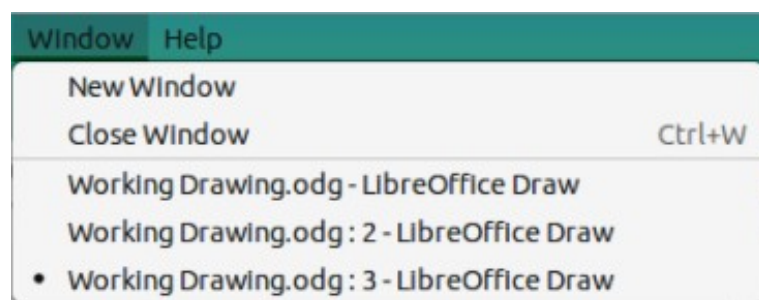 Window Help
New Window
Close Window Ctrl+W
Working Drawing.odg - LibreOffice Draw
Working Drawing.odg : 2 - LibreOffice Draw
• Working Drawing.odg : 3 - LibreOffice Draw